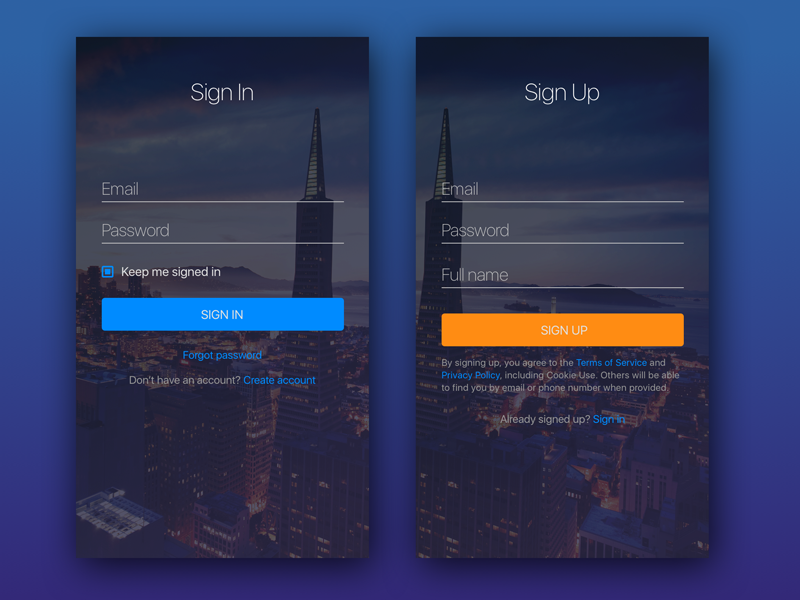 Sign In
Email
Password
Keep me signed in
SIGN IN
Forgot password
Don't have an account? Create account
Sign Up
Email
Password
Full name
SIGN UP
By signing up, you agree to the Terms of Service and
Privacy Policy, including Cookie Use. Others will be able
to find you by email or phone number when provided.
Already signed up? Sign in